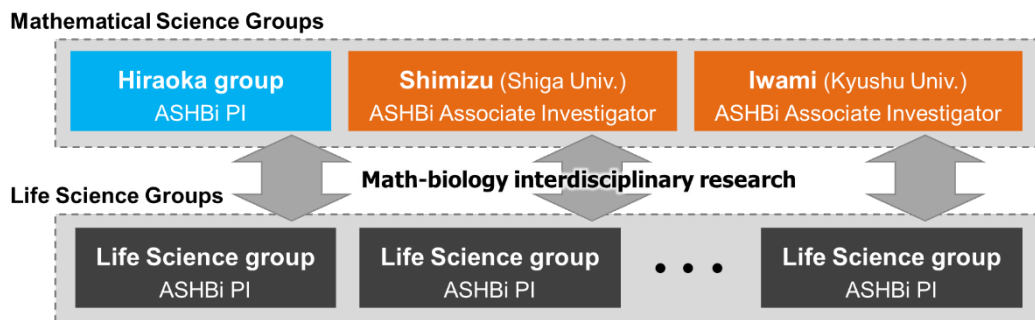 Mathematical Science Groups
Hiraoka group
ASHBi PI
Shimizu (Shiga Univ.)
ASHBi Associate Investigator
Iwami (Kyushu Univ.)
ASHBi Associate Investigator
Math-biology interdisciplinary research
Life Science Groups
Life Science group
ASHBi PI
Life Science group
ASHBi PI
• • •
Life Science group
ASHBi PI